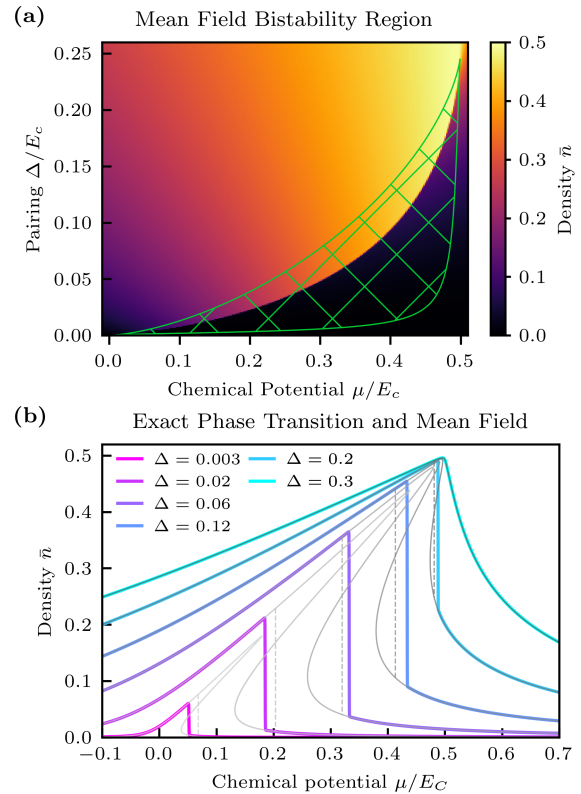 (a)
Mean Field Bistability Region
Pairing Δ/E_c
0.25
0.20
0.15
0.10
0.05
0.00
0.0 0.1 0.2 0.3 0.4 0.5
Chemical Potential μ/E_c
0.5
0.4
0.3
0.2
0.1
0.0
Density n̄
(b)
Exact Phase Transition and Mean Field
Density n̄
0.5
0.4
0.3
0.2
0.1
0.0
Δ = 0.003
Δ = 0.02
Δ = 0.06
Δ = 0.12
Δ = 0.2
Δ = 0.3
−0.1 0.0 0.1 0.2 0.3 0.4 0.5 0.6 0.7
Chemical potential μ/E_C